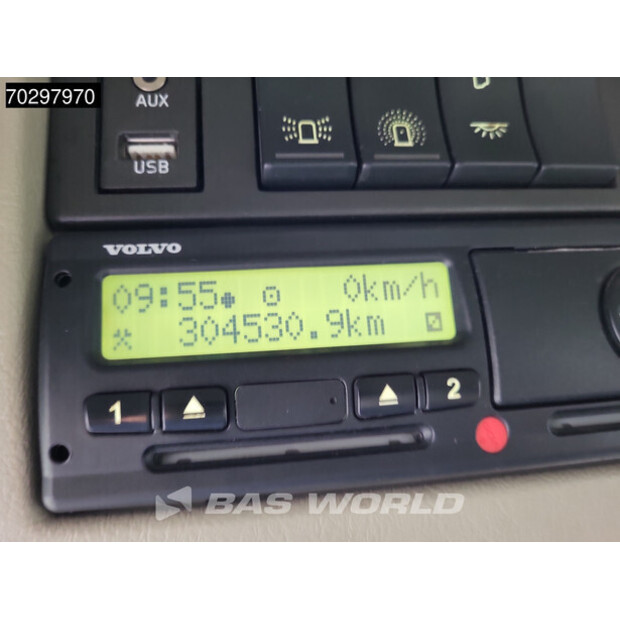 70297970
AUX
USB
VOLVO
09:55 0km/h
304530.9km
1 2
BAS WORLD